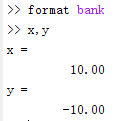 >> format bank
>> x,y
x =
10.00
y =
-10.00